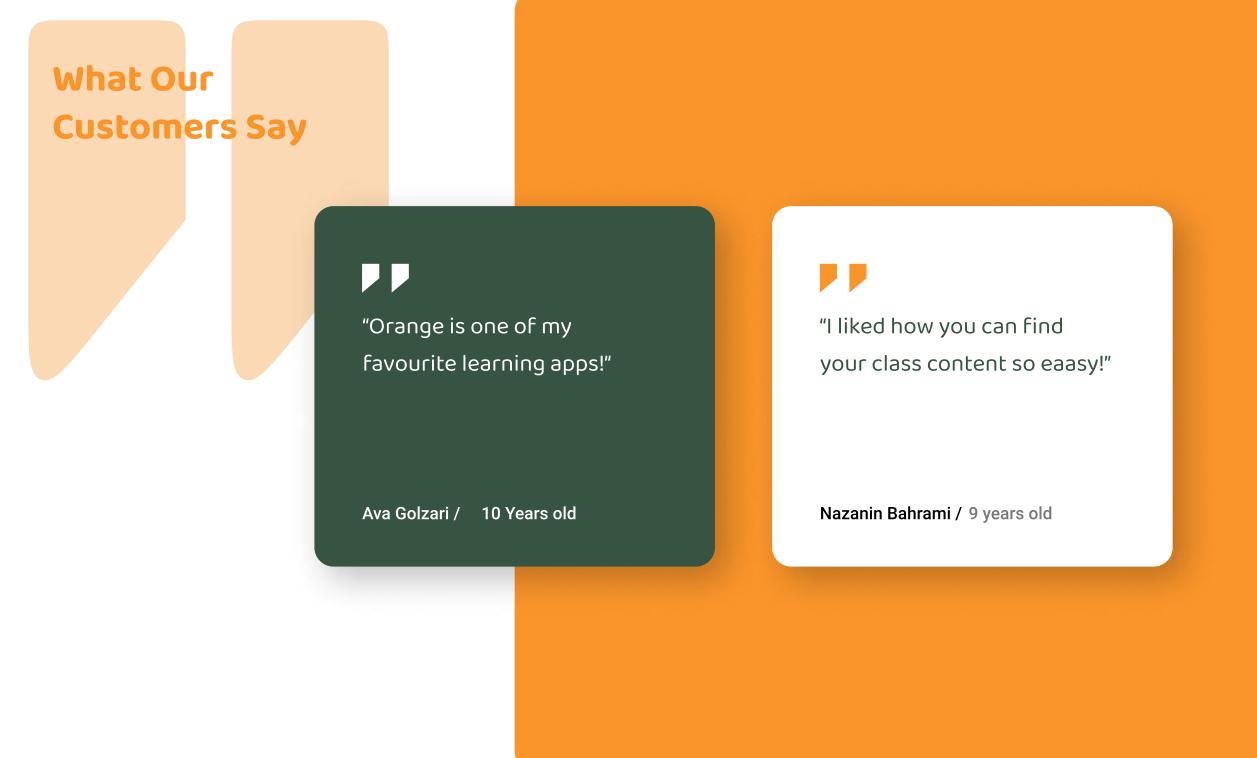 What Our
Customers Say
“Orange is one of my
favourite learning apps!”
Ava Golzari / 10 Years old
“I liked how you can find
your class content so eaasy!”
Nazanin Bahrami / 9 years old